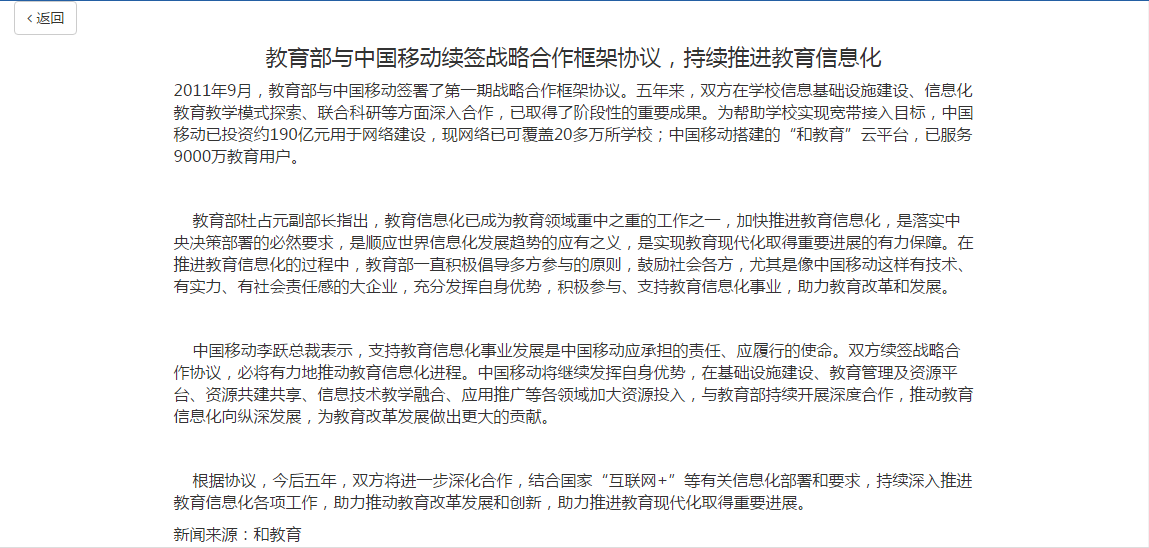 ‹ 返回
教育部与中国移动续签战略合作框架协议，持续推进教育信息化
2011年9月，教育部与中国移动签署了第一期战略合作框架协议。五年来，双方在学校信息基础设施建设、信息化
教育教学模式探索、联合科研等方面深入合作，已取得了阶段性的重要成果。为帮助学校实现宽带接入目标，中国
移动已投资约190亿元用于网络建设，现网络已可覆盖20多万所学校；中国移动搭建的“和教育”云平台，已服务
9000万教育用户。
教育部杜占元副部长指出，教育信息化已成为教育领域重中之重的工作之一，加快推进教育信息化，是落实中
央决策部署的必然要求，是顺应世界信息化发展趋势的应有之义，是实现教育现代化取得重要进展的有力保障。在
推进教育信息化的过程中，教育部一直积极倡导多方参与的原则，鼓励社会各方，尤其是像中国移动这样有技术、
有实力、有社会责任感的大企业，充分发挥自身优势，积极参与、支持教育信息化事业，助力教育改革和发展。
中国移动李跃总裁表示，支持教育信息化事业发展是中国移动应承担的责任、应履行的使命。双方续签战略合
作协议，必将有力地推动教育信息化进程。中国移动将继续发挥自身优势，在基础设施建设、教育管理及资源平
台、资源共建共享、信息技术教学融合、应用推广等各领域加大资源投入，与教育部持续开展深度合作，推动教育
信息化向纵深发展，为教育改革发展做出更大的贡献。
根据协议，今后五年，双方将进一步深化合作，结合国家“互联网+”等有关信息化部署和要求，持续深入推进
教育信息化各项工作，助力推动教育改革发展和创新，助力推进教育现代化取得重要进展。
新闻来源：和教育